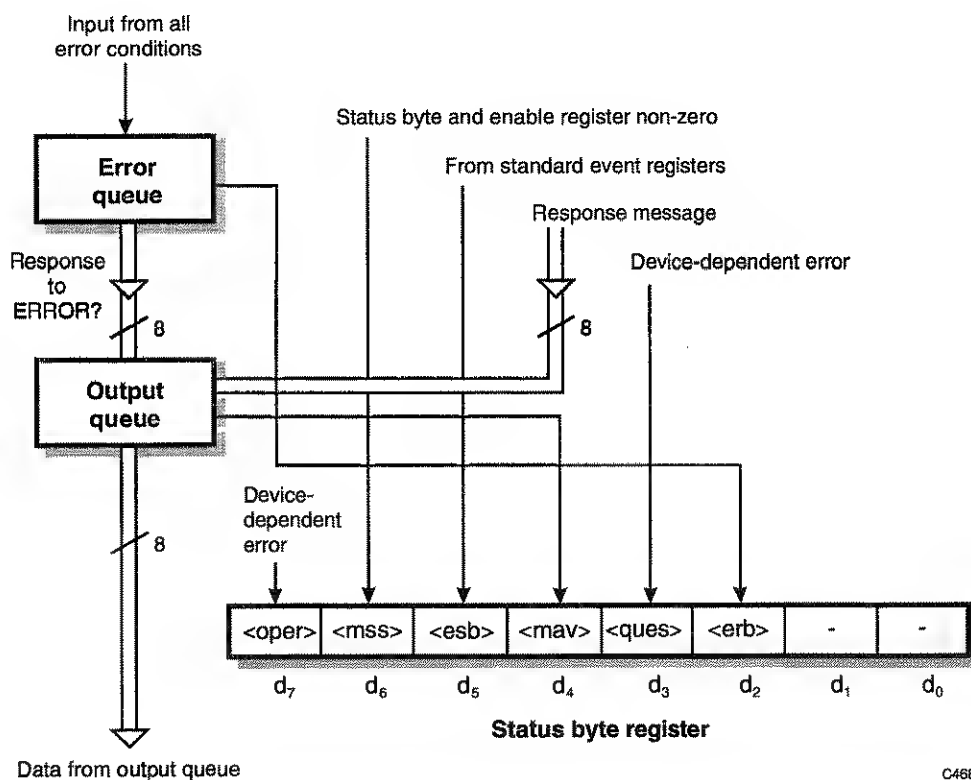 Input from all
error conditions
Status byte and enable register non-zero
Error
queue
From standard event registers
Response message
Response
to
ERROR?
Device-dependent error
8
8
Output
queue
Device-
dependent
error
8
<oper> <mss> <esb> <mav> <ques> <erb> - -
d7 d6 d5 d4 d3 d2 d1 d0
Status byte register
Data from output queue